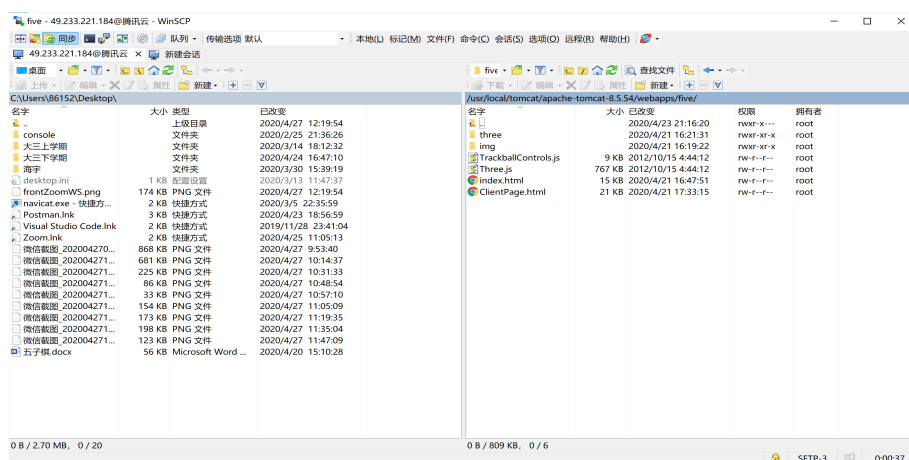 five - 49.233.221.184@腾讯云 - WinSCP
同步 队列 传输选项 默认 本地(L) 标记(M) 文件(F) 命令(C) 会话(S) 选项(O) 远程(R) 帮助(H)
49.233.221.184@腾讯云 × 新建会话
桌面 five 查找文件
上传 编辑 属性 新建 下载 编辑 属性 新建
C:\Users\86152\Desktop\ /usr/local/tomcat/apache-tomcat-8.5.54/webapps/five/
名字 大小 类型 已改变 名字 大小 已改变 权限 拥有者
.. 上级目录 2020/4/27 12:19:54 .. 2020/4/23 21:16:20 rwxr-x--- root
console 文件夹 2020/2/25 21:36:26 three 2020/4/21 16:21:31 rwxr-xr-x root
大三上学期 文件夹 2020/3/14 18:12:32 img 2020/4/21 16:19:22 rwxr-xr-x root
大三下学期 文件夹 2020/4/24 16:47:10 TrackballControls.js 9 KB 2012/10/15 4:44:12 rw-r--r-- root
海宇 文件夹 2020/3/30 15:39:19 Three.js 767 KB 2012/10/15 4:44:12 rw-r--r-- root
desktop.ini 1 KB 配置设置 2020/3/13 11:47:37 index.html 15 KB 2020/4/21 16:47:51 rw-r--r-- root
frontZoomWS.png 174 KB PNG 文件 2020/4/27 12:19:54 ClientPage.html 21 KB 2020/4/21 17:33:15 rw-r--r-- root
navicat.exe - 快捷方... 2 KB 快捷方式 2020/3/5 22:35:59
Postman.lnk 3 KB 快捷方式 2020/4/23 18:56:59
Visual Studio Code.lnk 2 KB 快捷方式 2019/11/28 23:41:04
Zoom.lnk 2 KB 快捷方式 2020/4/25 11:05:13
微信截图_202004270... 868 KB PNG 文件 2020/4/27 9:53:40
微信截图_202004271... 681 KB PNG 文件 2020/4/27 10:14:37
微信截图_202004271... 225 KB PNG 文件 2020/4/27 10:31:33
微信截图_202004271... 86 KB PNG 文件 2020/4/27 10:48:54
微信截图_202004271... 33 KB PNG 文件 2020/4/27 10:57:10
微信截图_202004271... 154 KB PNG 文件 2020/4/27 11:05:09
微信截图_202004271... 173 KB PNG 文件 2020/4/27 11:19:35
微信截图_202004271... 198 KB PNG 文件 2020/4/27 11:35:04
微信截图_202004271... 123 KB PNG 文件 2020/4/27 11:47:09
五子棋.docx 56 KB Microsoft Word ... 2020/4/20 15:10:28
0 B / 2.70 MB, 0 / 20 0 B / 809 KB, 0 / 6
SFTP-3 0:00:37